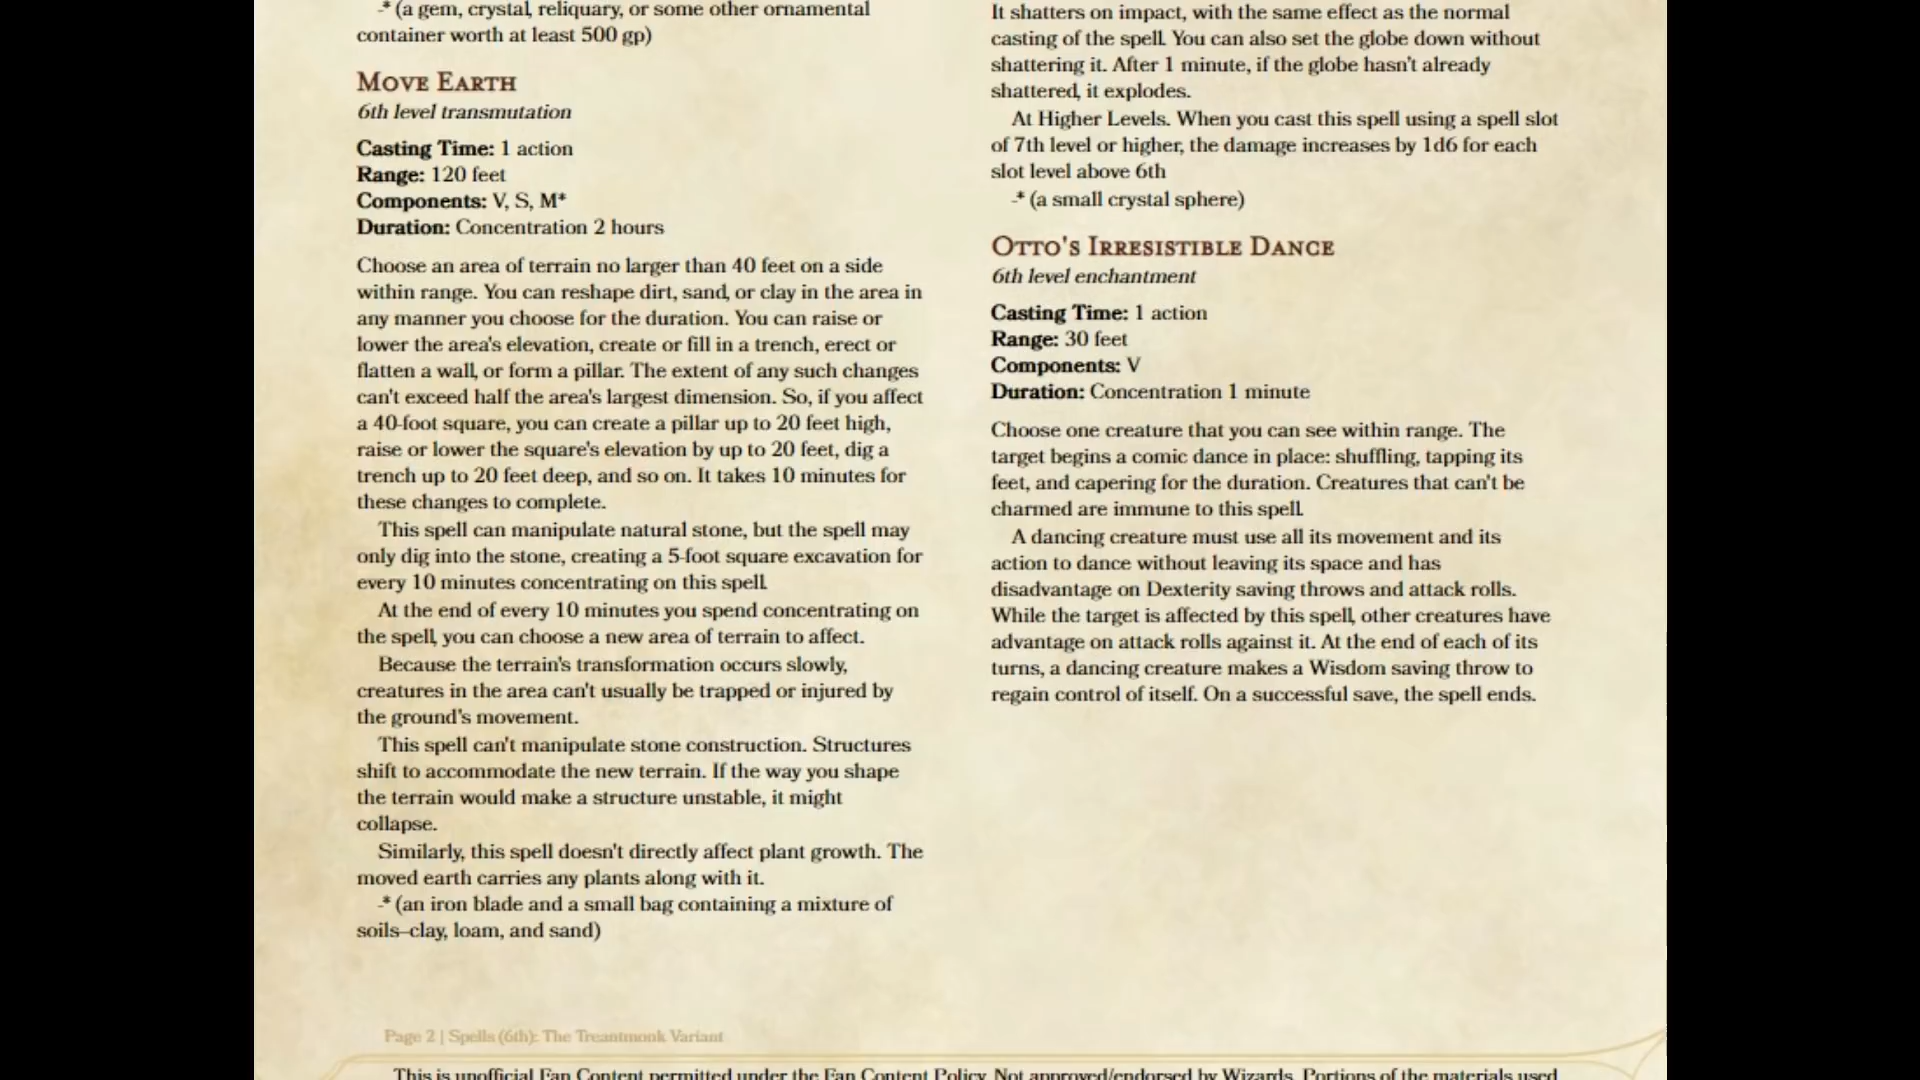 -* (a gem, crystal, reliquary, or some other ornamental
container worth at least 500 gp)
Move Earth
6th level transmutation
Casting Time: 1 action
Range: 120 feet
Components: V, S, M*
Duration: Concentration 2 hours
Choose an area of terrain no larger than 40 feet on a side
within range. You can reshape dirt, sand, or clay in the area in
any manner you choose for the duration. You can raise or
lower the area's elevation, create or fill in a trench, erect or
flatten a wall, or form a pillar. The extent of any such changes
can't exceed half the area's largest dimension. So, if you affect
a 40-foot square, you can create a pillar up to 20 feet high,
raise or lower the square's elevation by up to 20 feet, dig a
trench up to 20 feet deep, and so on. It takes 10 minutes for
these changes to complete.
This spell can manipulate natural stone, but the spell may
only dig into the stone, creating a 5-foot square excavation for
every 10 minutes concentrating on this spell.
At the end of every 10 minutes you spend concentrating on
the spell, you can choose a new area of terrain to affect.
Because the terrain's transformation occurs slowly,
creatures in the area can't usually be trapped or injured by
the ground's movement.
This spell can't manipulate stone construction. Structures
shift to accommodate the new terrain. If the way you shape
the terrain would make a structure unstable, it might
collapse.
Similarly, this spell doesn't directly affect plant growth. The
moved earth carries any plants along with it.
-* (an iron blade and a small bag containing a mixture of
soils–clay, loam, and sand)
It shatters on impact, with the same effect as the normal
casting of the spell. You can also set the globe down without
shattering it. After 1 minute, if the globe hasn't already
shattered, it explodes.
At Higher Levels. When you cast this spell using a spell slot
of 7th level or higher, the damage increases by 1d6 for each
slot level above 6th
-* (a small crystal sphere)
Otto's Irresistible Dance
6th level enchantment
Casting Time: 1 action
Range: 30 feet
Components: V
Duration: Concentration 1 minute
Choose one creature that you can see within range. The
target begins a comic dance in place: shuffling, tapping its
feet, and capering for the duration. Creatures that can't be
charmed are immune to this spell.
A dancing creature must use all its movement and its
action to dance without leaving its space and has
disadvantage on Dexterity saving throws and attack rolls.
While the target is affected by this spell, other creatures have
advantage on attack rolls against it. At the end of each of its
turns, a dancing creature makes a Wisdom saving throw to
regain control of itself. On a successful save, the spell ends.
Page 2 | Spells (6th): The Treantmonk Variant
This is unofficial Fan Content permitted under the Fan Content Policy. Not approved/endorsed by Wizards. Portions of the materials used